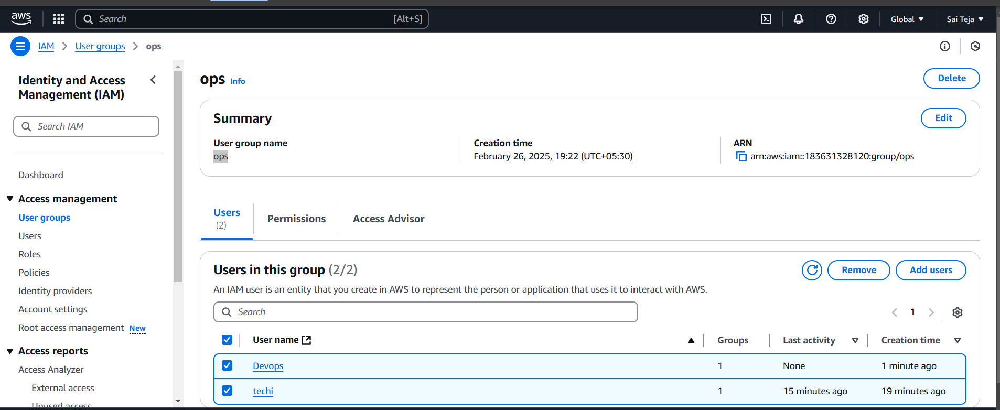 aws
Search [Alt+S]
Global
Sai Teja
IAM > User groups > ops
Identity and Access
Management (IAM)
Search IAM
Dashboard
Access management
User groups
Users
Roles
Policies
Identity providers
Account settings
Root access management New
Access reports
Access Analyzer
External access
Unused access
ops Info
Delete
Summary
Edit
User group name
ops
Creation time
February 26, 2025, 19:22 (UTC+05:30)
ARN
arn:aws:iam::183631328120:group/ops
Users
(2)
Permissions
Access Advisor
Users in this group (2/2)
Remove
Add users
An IAM user is an entity that you create in AWS to represent the person or application that uses it to interact with AWS.
Search
1
User name Groups Last activity Creation time
Devops 1 None 1 minute ago
techi 1 15 minutes ago 19 minutes ago